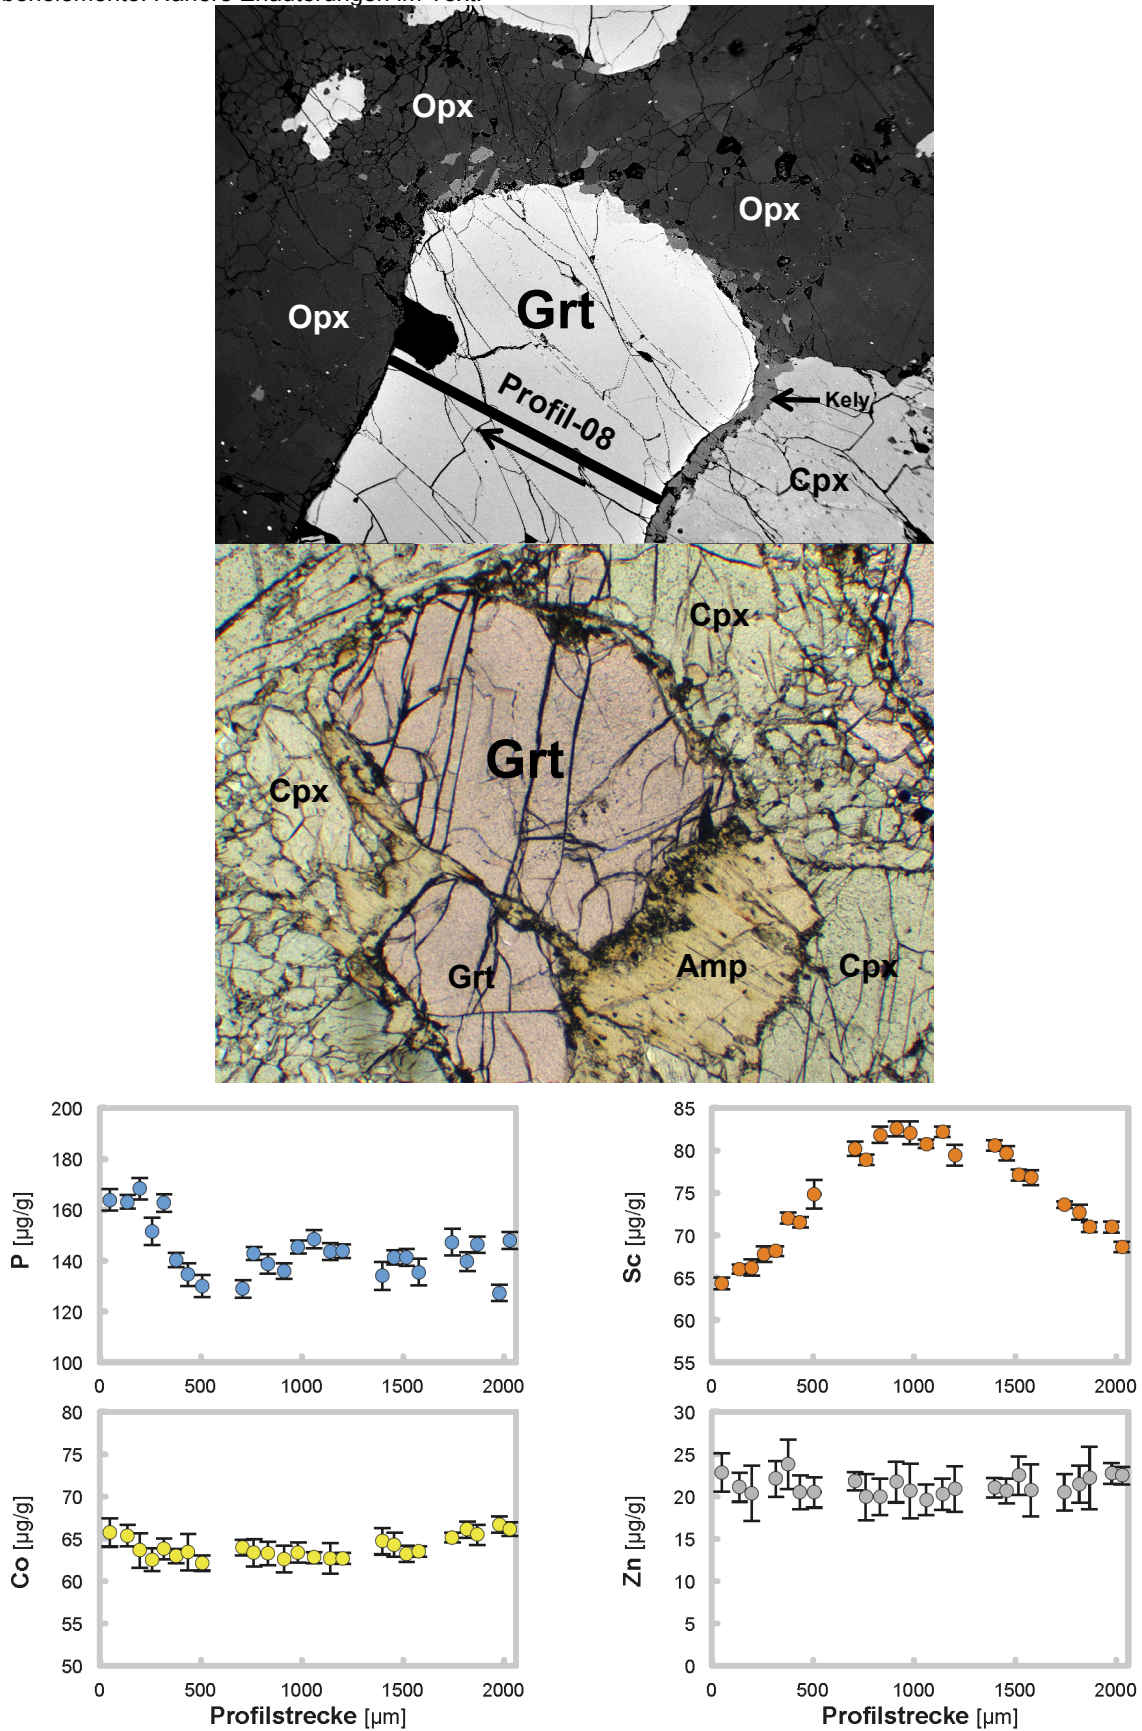 Opx
Opx
Opx
Grt
Profil-08
Kely
Cpx
Cpx
Grt
Cpx
Grt
Amp
Cpx
200
180
160
140
120
100
P [µg/g]
0 500 1000 1500 2000
85
80
75
70
65
60
55
Sc [µg/g]
0 500 1000 1500 2000
80
75
70
65
60
55
50
Co [µg/g]
0 500 1000 1500 2000
Profilstrecke [µm]
30
25
20
15
10
5
0
Zn [µg/g]
0 500 1000 1500 2000
Profilstrecke [µm]